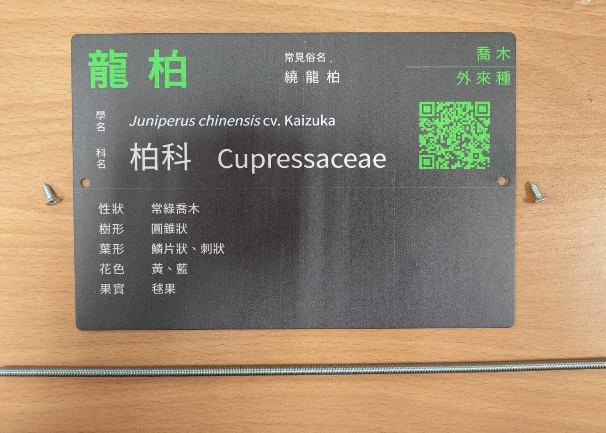 龍柏
常見俗名
繞龍柏
喬木
外來種
學名 Juniperus chinensis cv. Kaizuka
科名 柏科 Cupressaceae
性狀 常綠喬木
樹形 圓錐狀
葉形 鱗片狀、刺狀
花色 黃、藍
果實 毬果